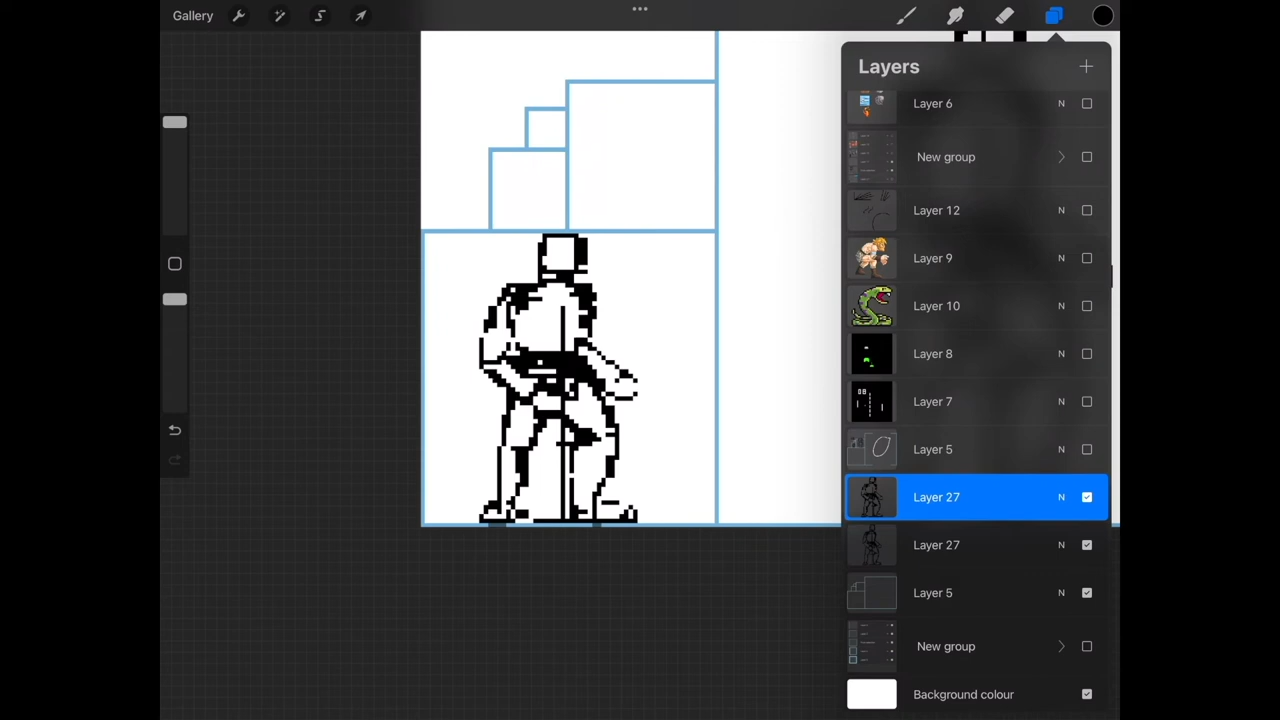 Gallery
Layers
Layer 6 N
New group
Layer 12 N
Layer 9 N
Layer 10 N
Layer 8 N
Layer 7 N
Layer 5 N
Layer 27 N
Layer 27 N
Layer 5 N
New group
Background colour